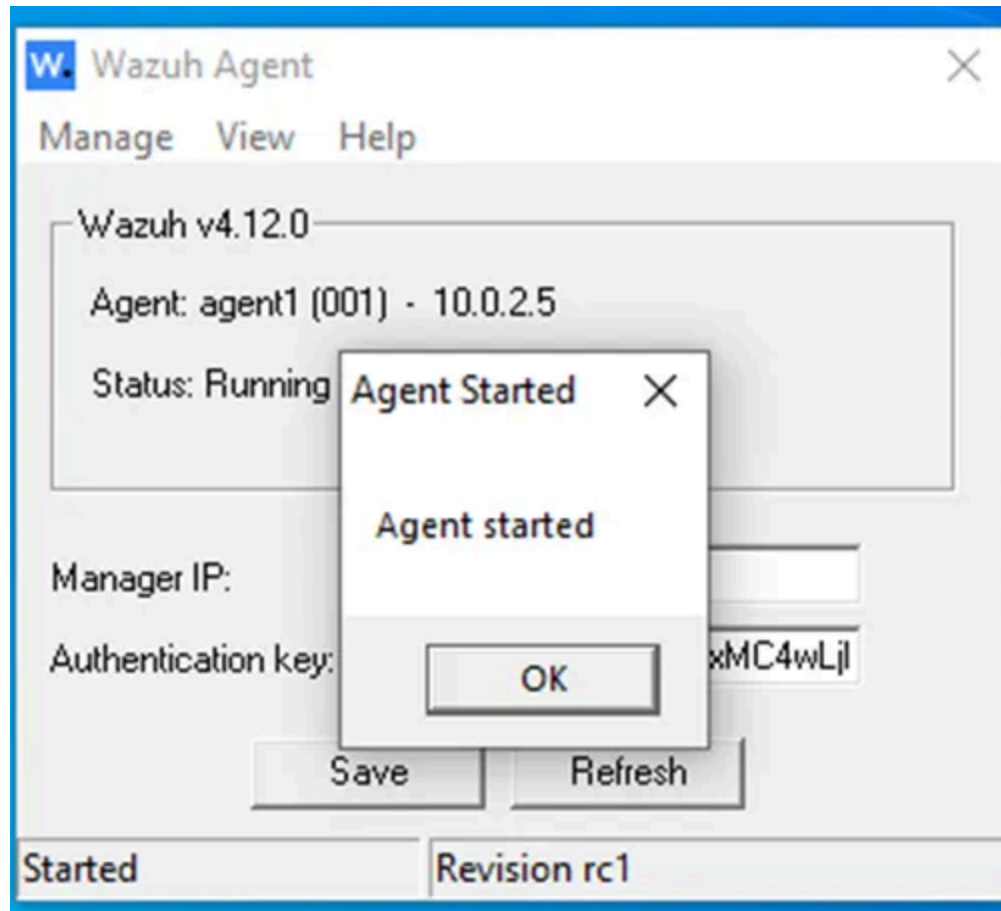 W. Wazuh Agent
Manage View Help
Wazuh v4.12.0
Agent: agent1 (001) - 10.0.2.5
Status: Running
Agent Started
Agent started
OK
Manager IP:
Authentication key: xMC4wLjI
Save Refresh
Started Revision rc1